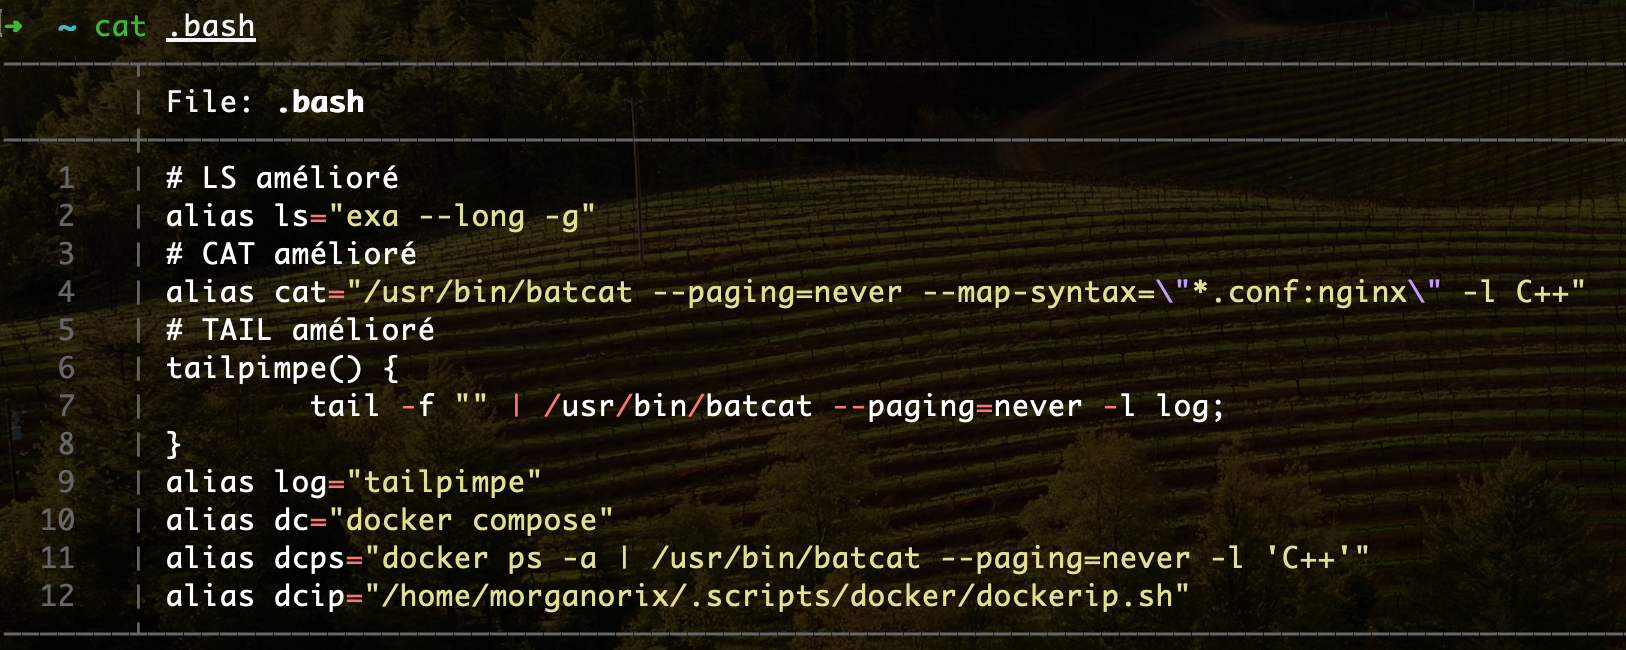 ➜ ~ cat .bash
File: .bash
1 # LS amélioré
2 alias ls="exa --long -g"
3 # CAT amélioré
4 alias cat="/usr/bin/batcat --paging=never --map-syntax=\"*.conf:nginx\" -l C++"
5 # TAIL amélioré
6 tailpimpe() {
7 tail -f "" | /usr/bin/batcat --paging=never -l log;
8 }
9 alias log="tailpimpe"
10 alias dc="docker compose"
11 alias dcps="docker ps -a | /usr/bin/batcat --paging=never -l 'C++'"
12 alias dcip="/home/morganorix/.scripts/docker/dockerip.sh"